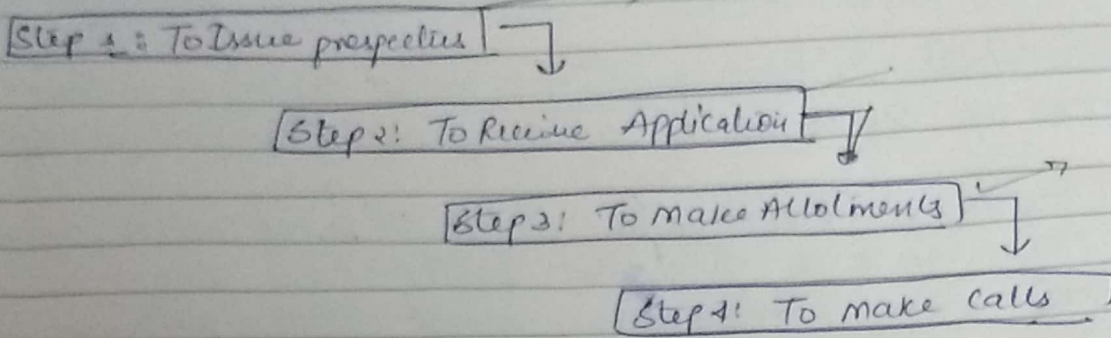 Step 1: To Issue prospectus
Step 2: To Receive Application
Step 3: To make Allotments
Step 4: To make calls